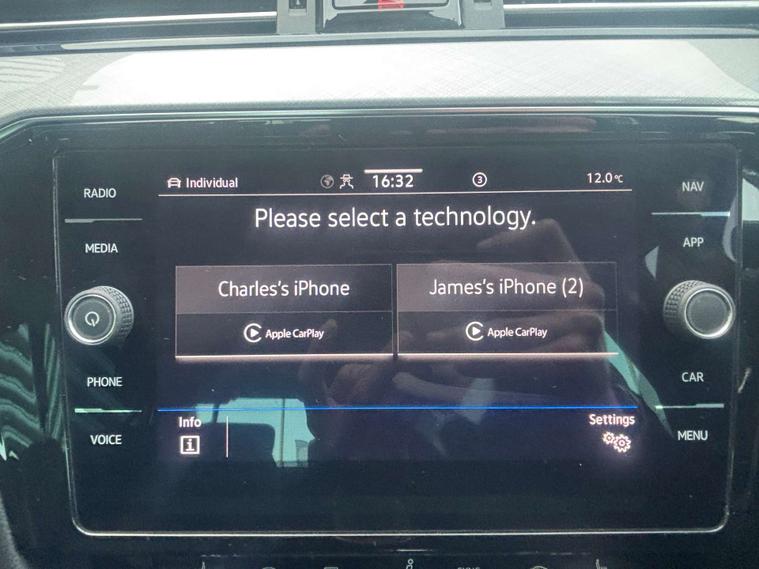 RADIO
MEDIA
PHONE
VOICE
Individual
16:32
3
12.0°C
Please select a technology.
Charles's iPhone
Apple CarPlay
James's iPhone (2)
Apple CarPlay
Info
i
Settings
NAV
APP
CAR
MENU